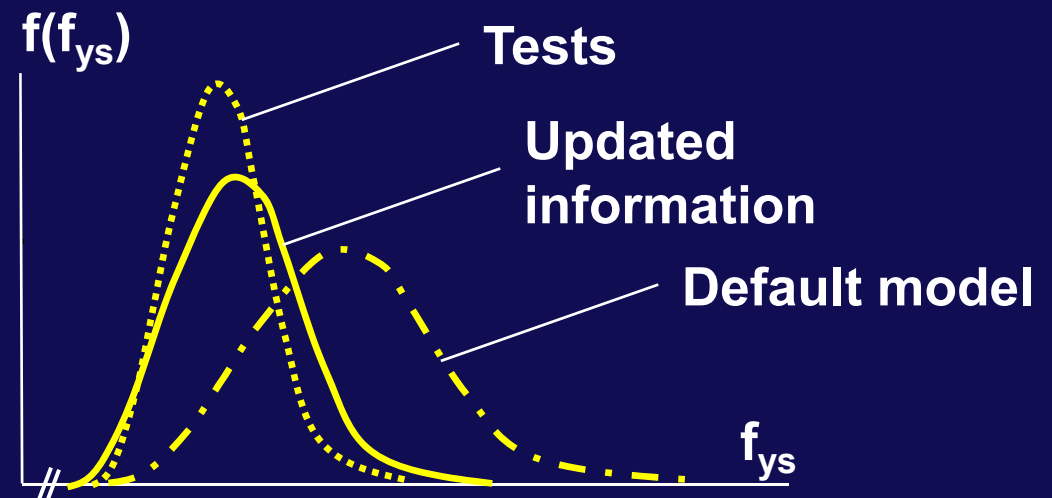 f(fys)
Tests
Updated
information
Default model
fys